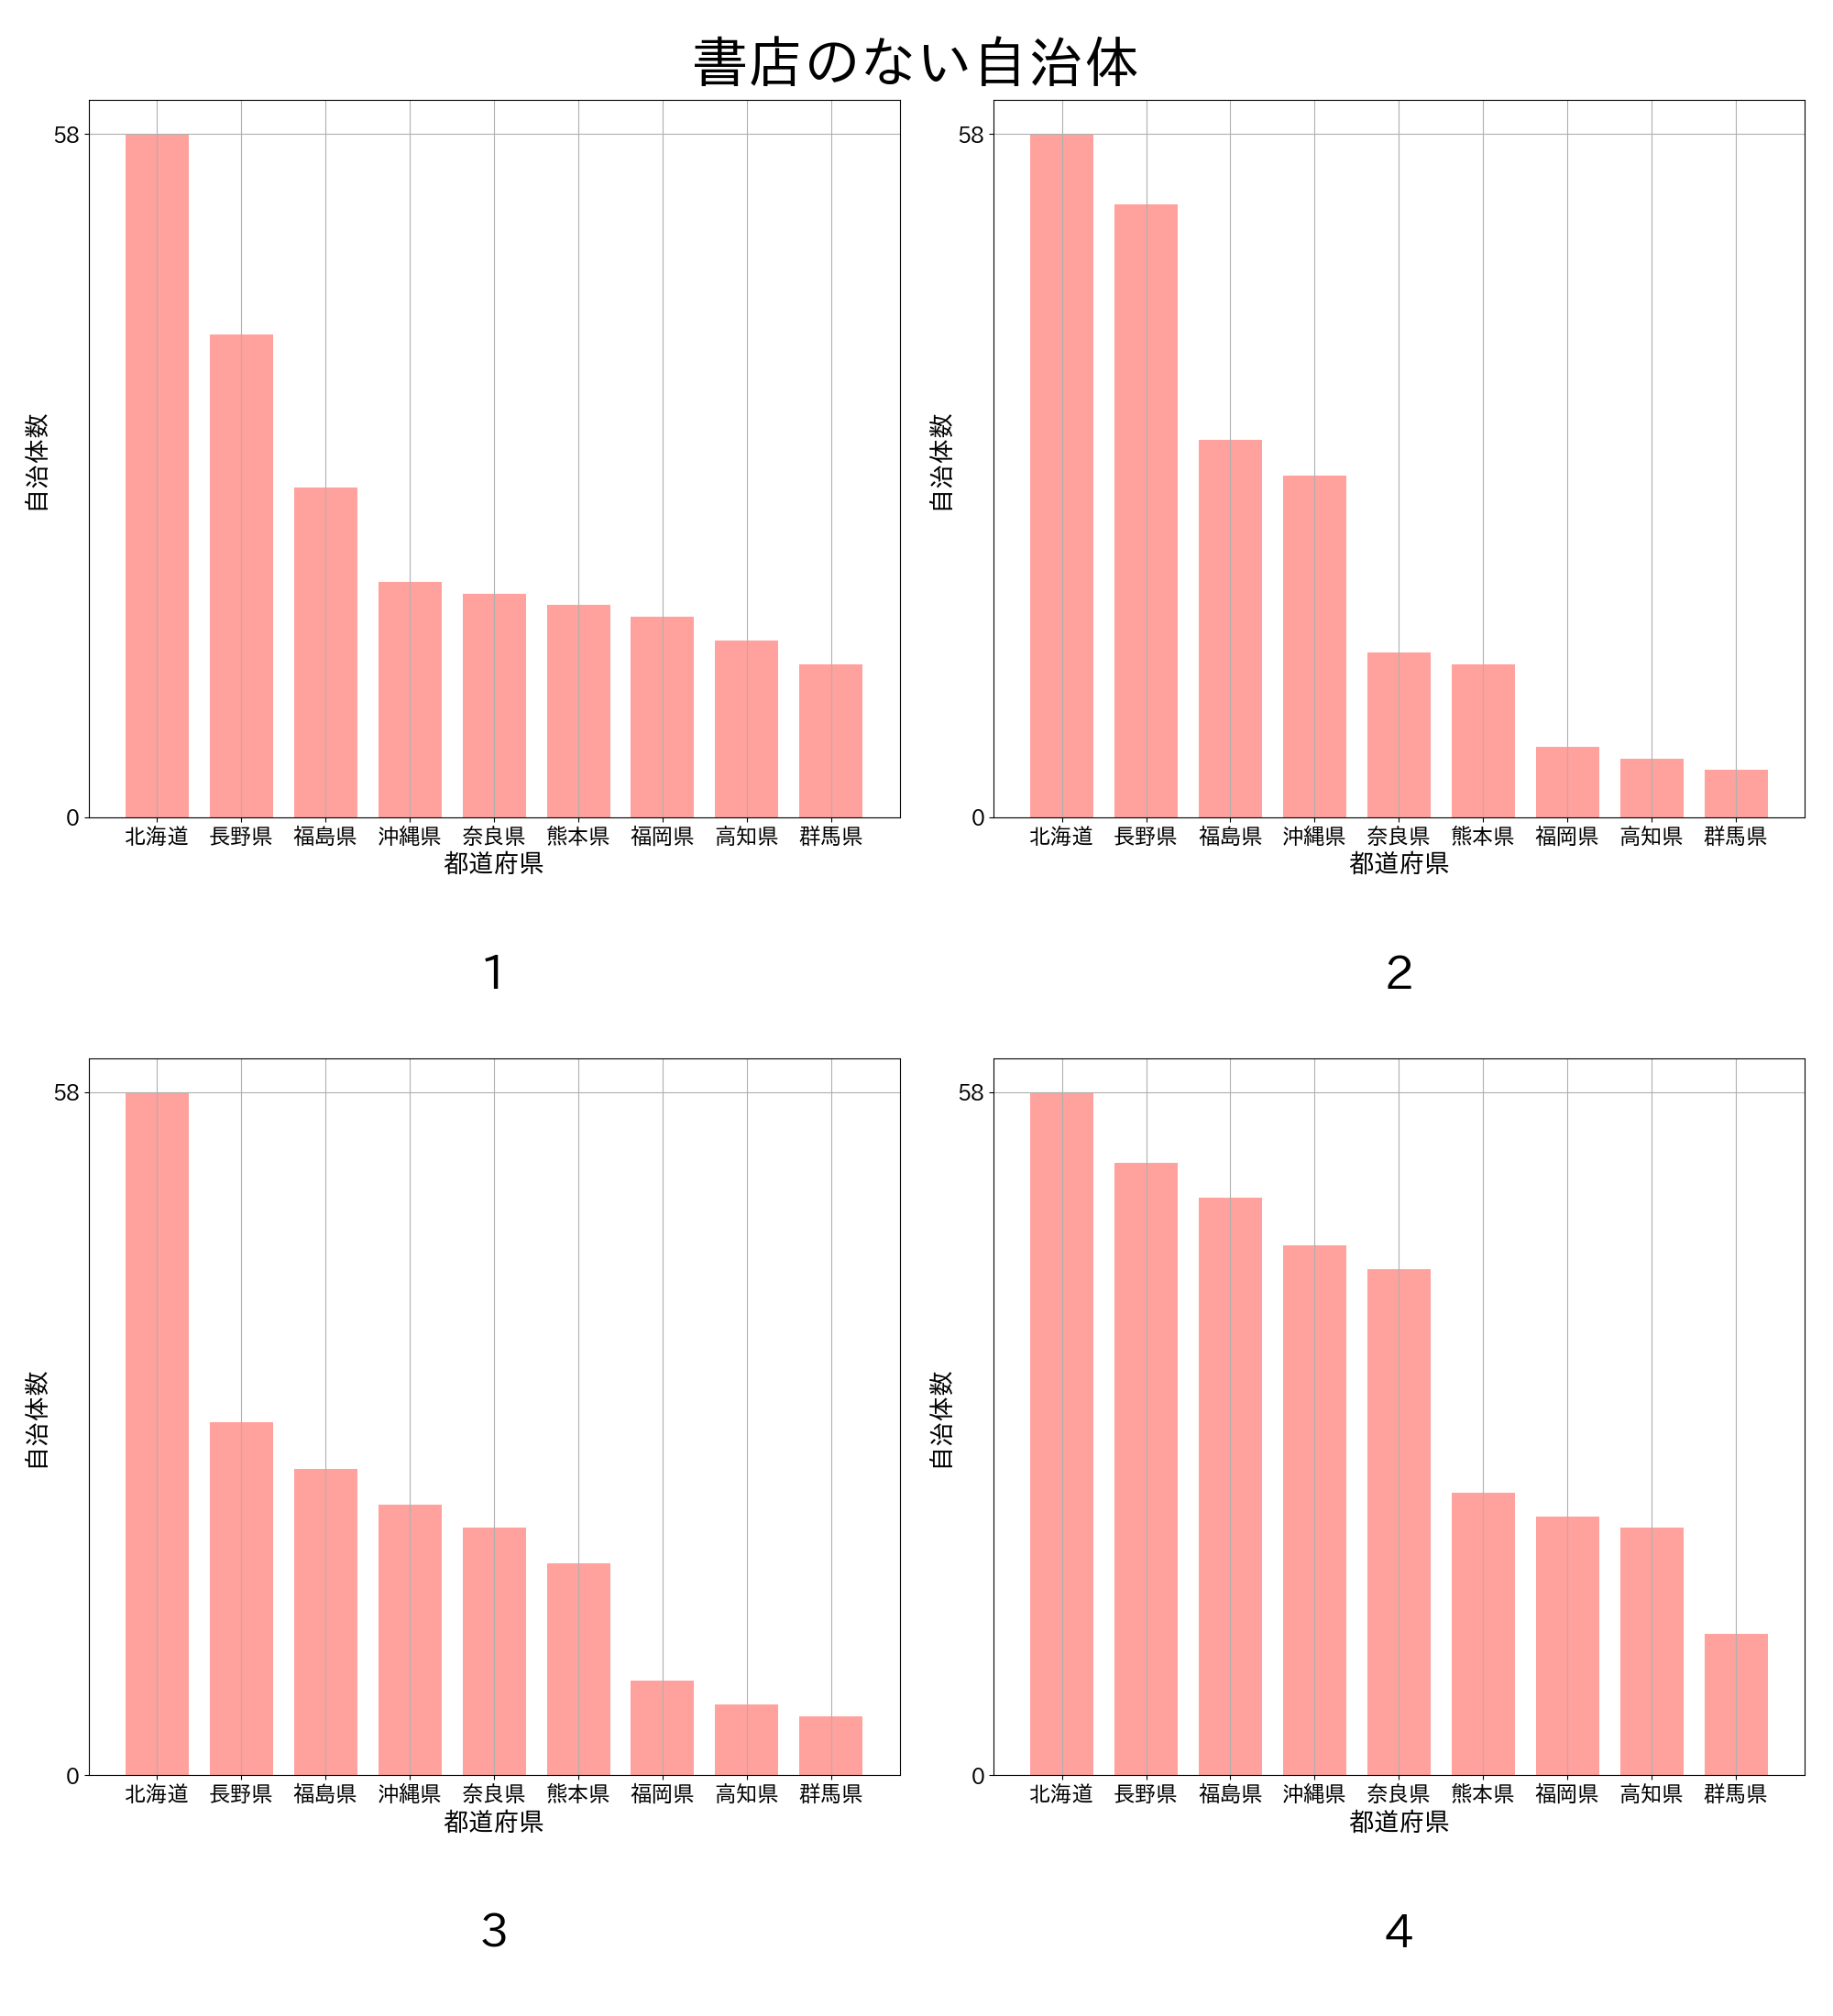 書店のない自治体
58
0
自治体数
北海道 長野県 福島県 沖縄県 奈良県 熊本県 福岡県 高知県 群馬県
都道府県
1
58
0
自治体数
北海道 長野県 福島県 沖縄県 奈良県 熊本県 福岡県 高知県 群馬県
都道府県
2
58
0
自治体数
北海道 長野県 福島県 沖縄県 奈良県 熊本県 福岡県 高知県 群馬県
都道府県
3
58
0
自治体数
北海道 長野県 福島県 沖縄県 奈良県 熊本県 福岡県 高知県 群馬県
都道府県
4